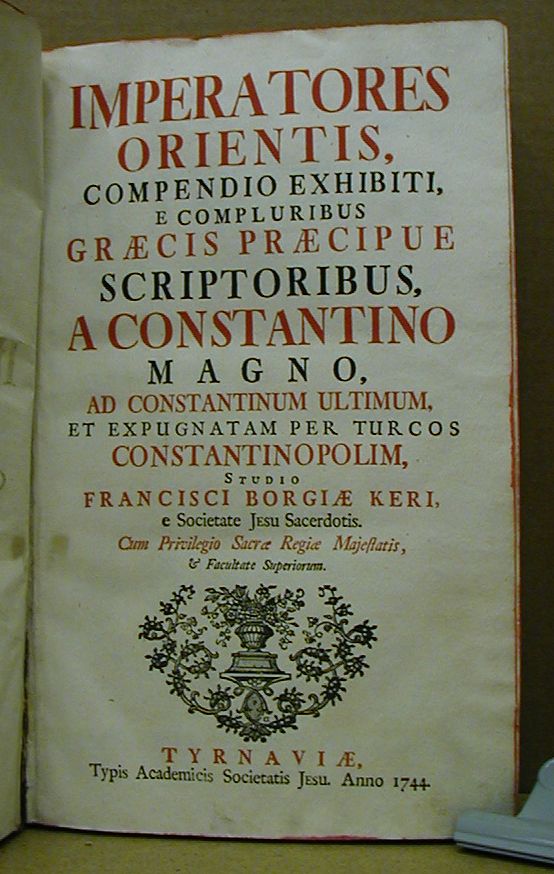 IMPERATORES
ORIENTIS,
COMPENDIO EXHIBITI,
E COMPLURIBUS
GRÆCIS PRÆCIPUE
SCRIPTORIBUS,
A CONSTANTINO
MAGNO,
AD CONSTANTINUM ULTIMUM,
ET EXPUGNATAM PER TURCOS
CONSTANTINOPOLIM,
STUDIO
FRANCISCI BORGIÆ KERI,
e Societate JESU Sacerdotis.
Cum Privilegio Sacræ Regiæ Majeſtatis,
& Facultate Superiorum.
TYRNAVIÆ,
Typis Academicis Societatis JESU. Anno 1744.